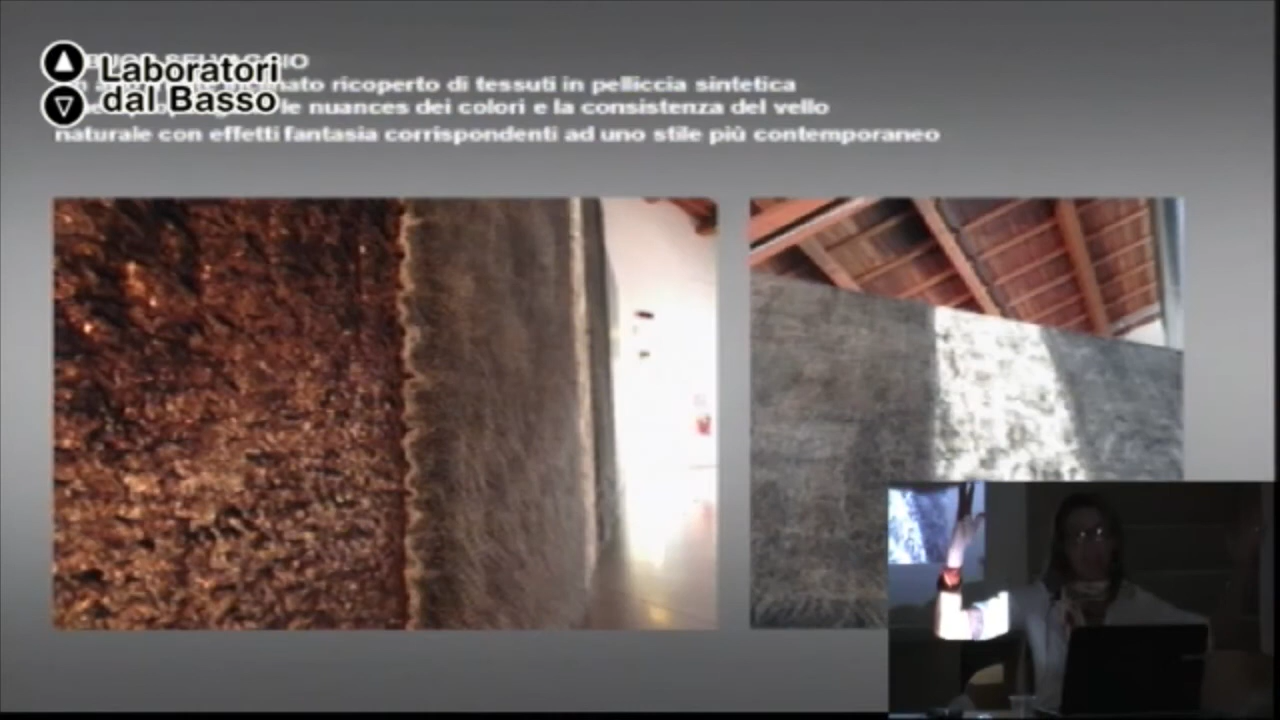 SELVAGGIO
Laboratori
dal Basso
ricoperto di tessuti in pelliccia sintetica
le nuances dei colori e la consistenza del vello
naturale con effetti fantasia corrispondenti ad uno stile più contemporaneo